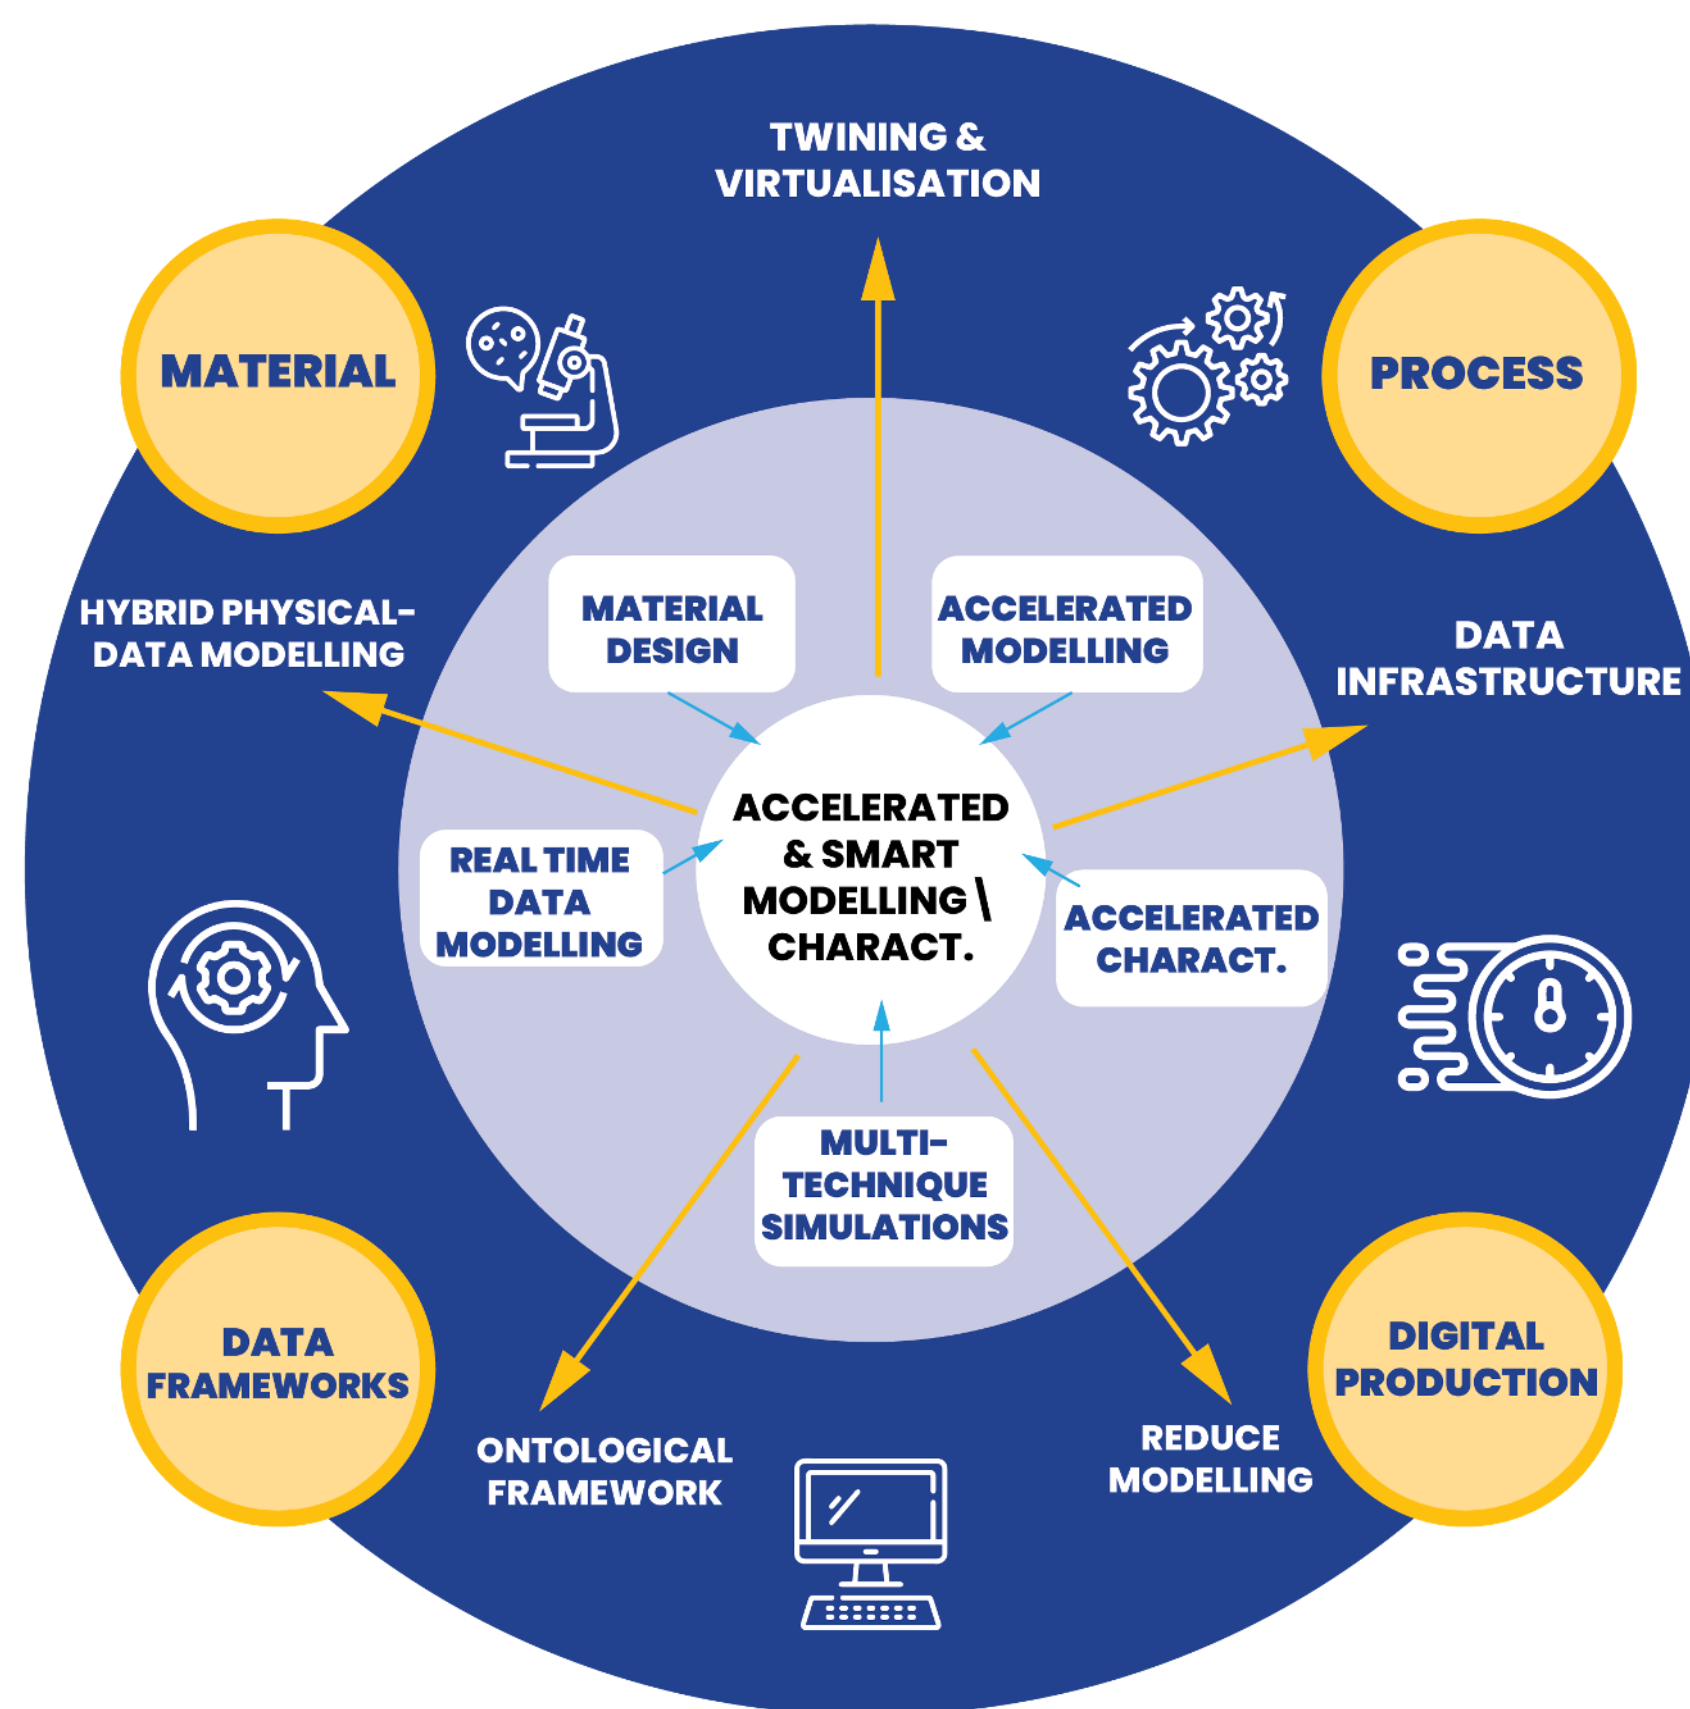 TWINING &
VIRTUALISATION
MATERIAL
PROCESS
HYBRID PHYSICAL-
DATA MODELLING
MATERIAL
DESIGN
ACCELERATED
MODELLING
DATA
INFRASTRUCTURE
REAL TIME
DATA
MODELLING
ACCELERATED
& SMART
MODELLING \
CHARACT.
ACCELERATED
CHARACT.
MULTI-
TECHNIQUE
SIMULATIONS
DATA
FRAMEWORKS
DIGITAL
PRODUCTION
ONTOLOGICAL
FRAMEWORK
REDUCE
MODELLING